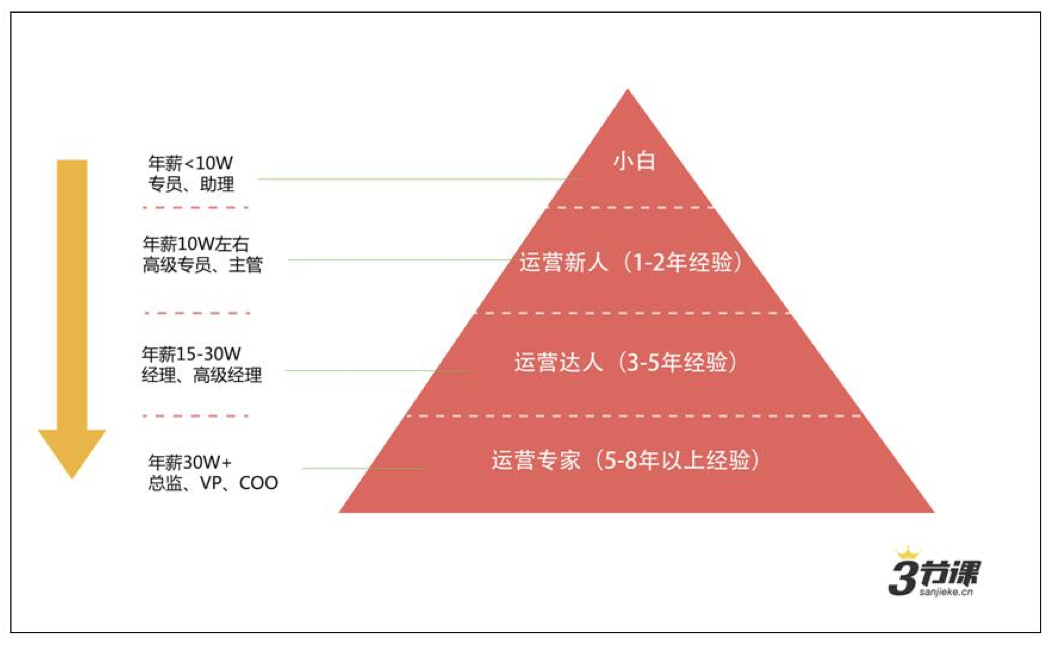 年薪<10W
专员、助理
小白
年薪10W左右
高级专员、主管
运营新人（1-2年经验）
年薪15-30W
经理、高级经理
运营达人（3-5年经验）
年薪30W+
总监、VP、COO
运营专家（5-8年以上经验）
3节课
sanjieke.cn